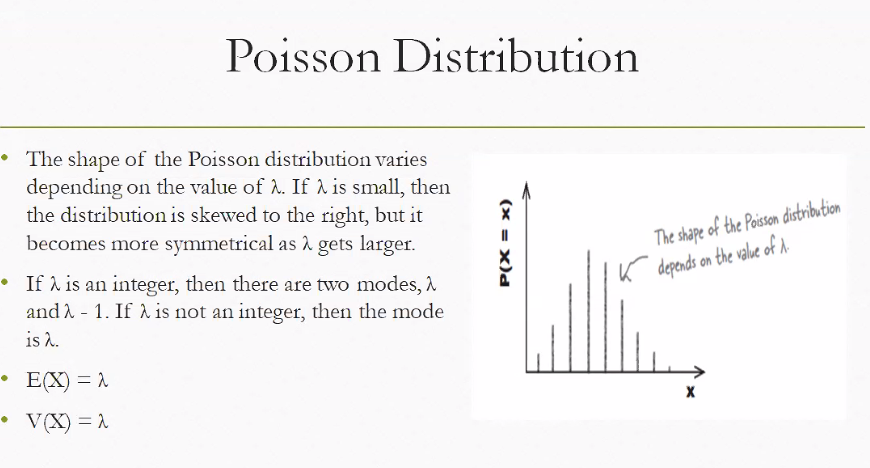 Poisson Distribution
• The shape of the Poisson distribution varies
depending on the value of λ. If λ is small, then
the distribution is skewed to the right, but it
becomes more symmetrical as λ gets larger.
• If λ is an integer, then there are two modes, λ
and λ - 1. If λ is not an integer, then the mode
is λ.
• E(X) = λ
• V(X) = λ
P(X = x)
The shape of the Poisson distribution
depends on the value of λ.
x